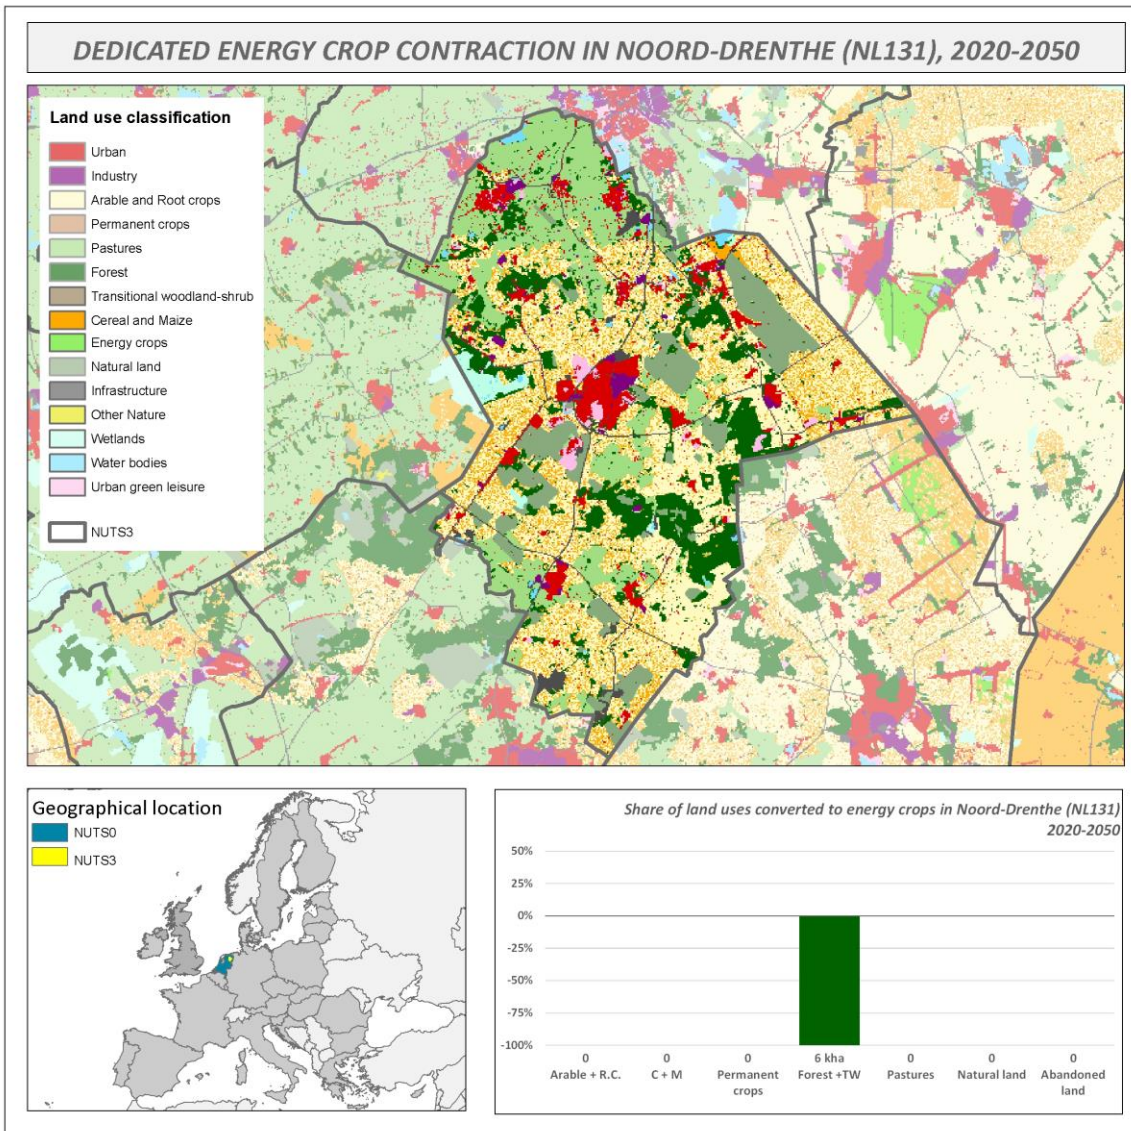 DEDICATED ENERGY CROP CONTRACTION IN NOORD-DRENTHE (NL131), 2020-2050
Land use classification
Urban
Industry
Arable and Root crops
Permanent crops
Pastures
Forest
Transitional woodland-shrub
Cereal and Maize
Energy crops
Natural land
Infrastructure
Other Nature
Wetlands
Water bodies
Urban green leisure
NUTS3
Geographical location
NUTS0
NUTS3
Share of land uses converted to energy crops in Noord-Drenthe (NL131)
2020-2050
50%
25%
0%
-25%
-50%
-75%
-100%
0 0 0 6 kha 0 0 0
Arable + R.C. C + M Permanent Forest +TW Pastures Natural land Abandoned
crops land